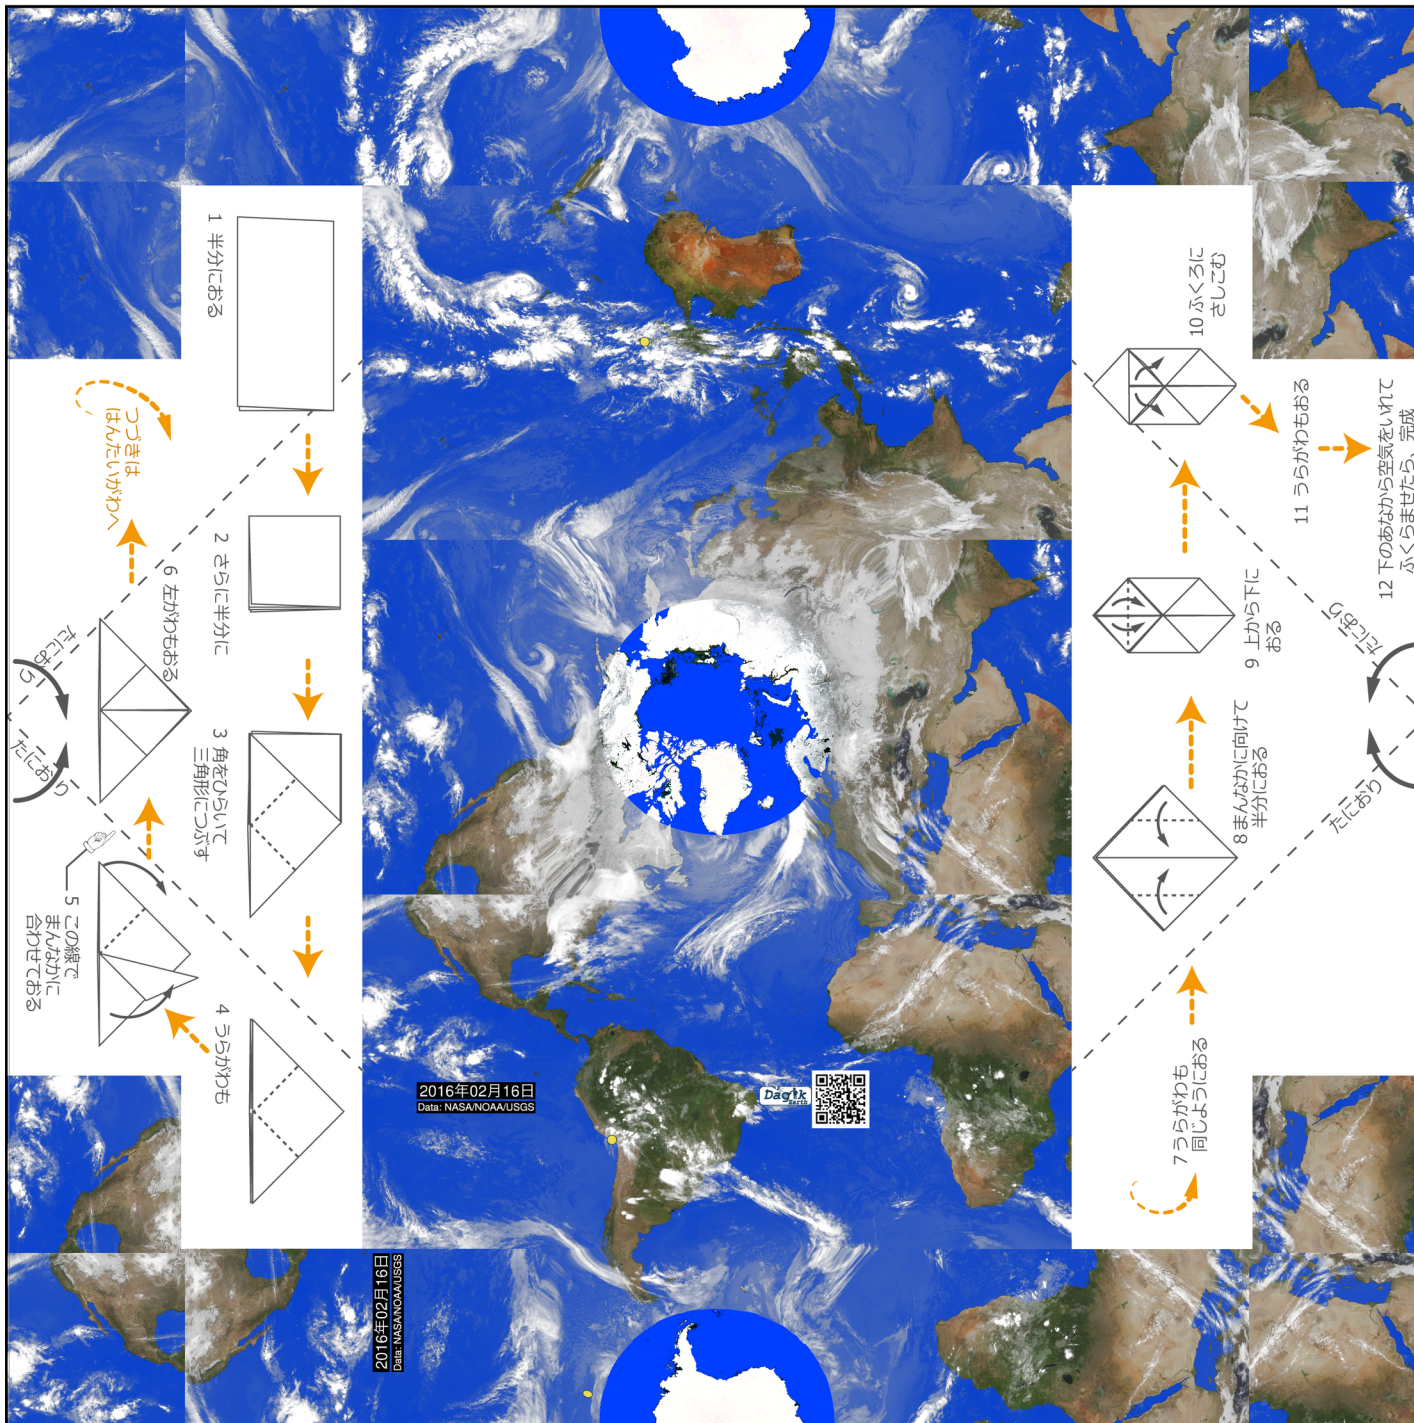 1 半分におる
2 さらに半分に
3 角をひらいて
三角形につぶす
4 うらがわも
5 この線で
まんなかに
合わせておる
6 左がわもおる
つづきは
はんたいがわへ
たにおり
たにおり
7 うらがわも
同じようにおる
8 まんなかに向けて
半分におる
9 上から下に
おる
10 ふくろに
さしこむ
11 うらがわもおる
12 下のあなから空気をいれて
ふくらませたら、完成
たにおり
たにおり
2016年02月16日
Data: NASA/NOAA/USGS
Dagik
Earth
2016年02月16日
Data: NASA/NOAA/USGS